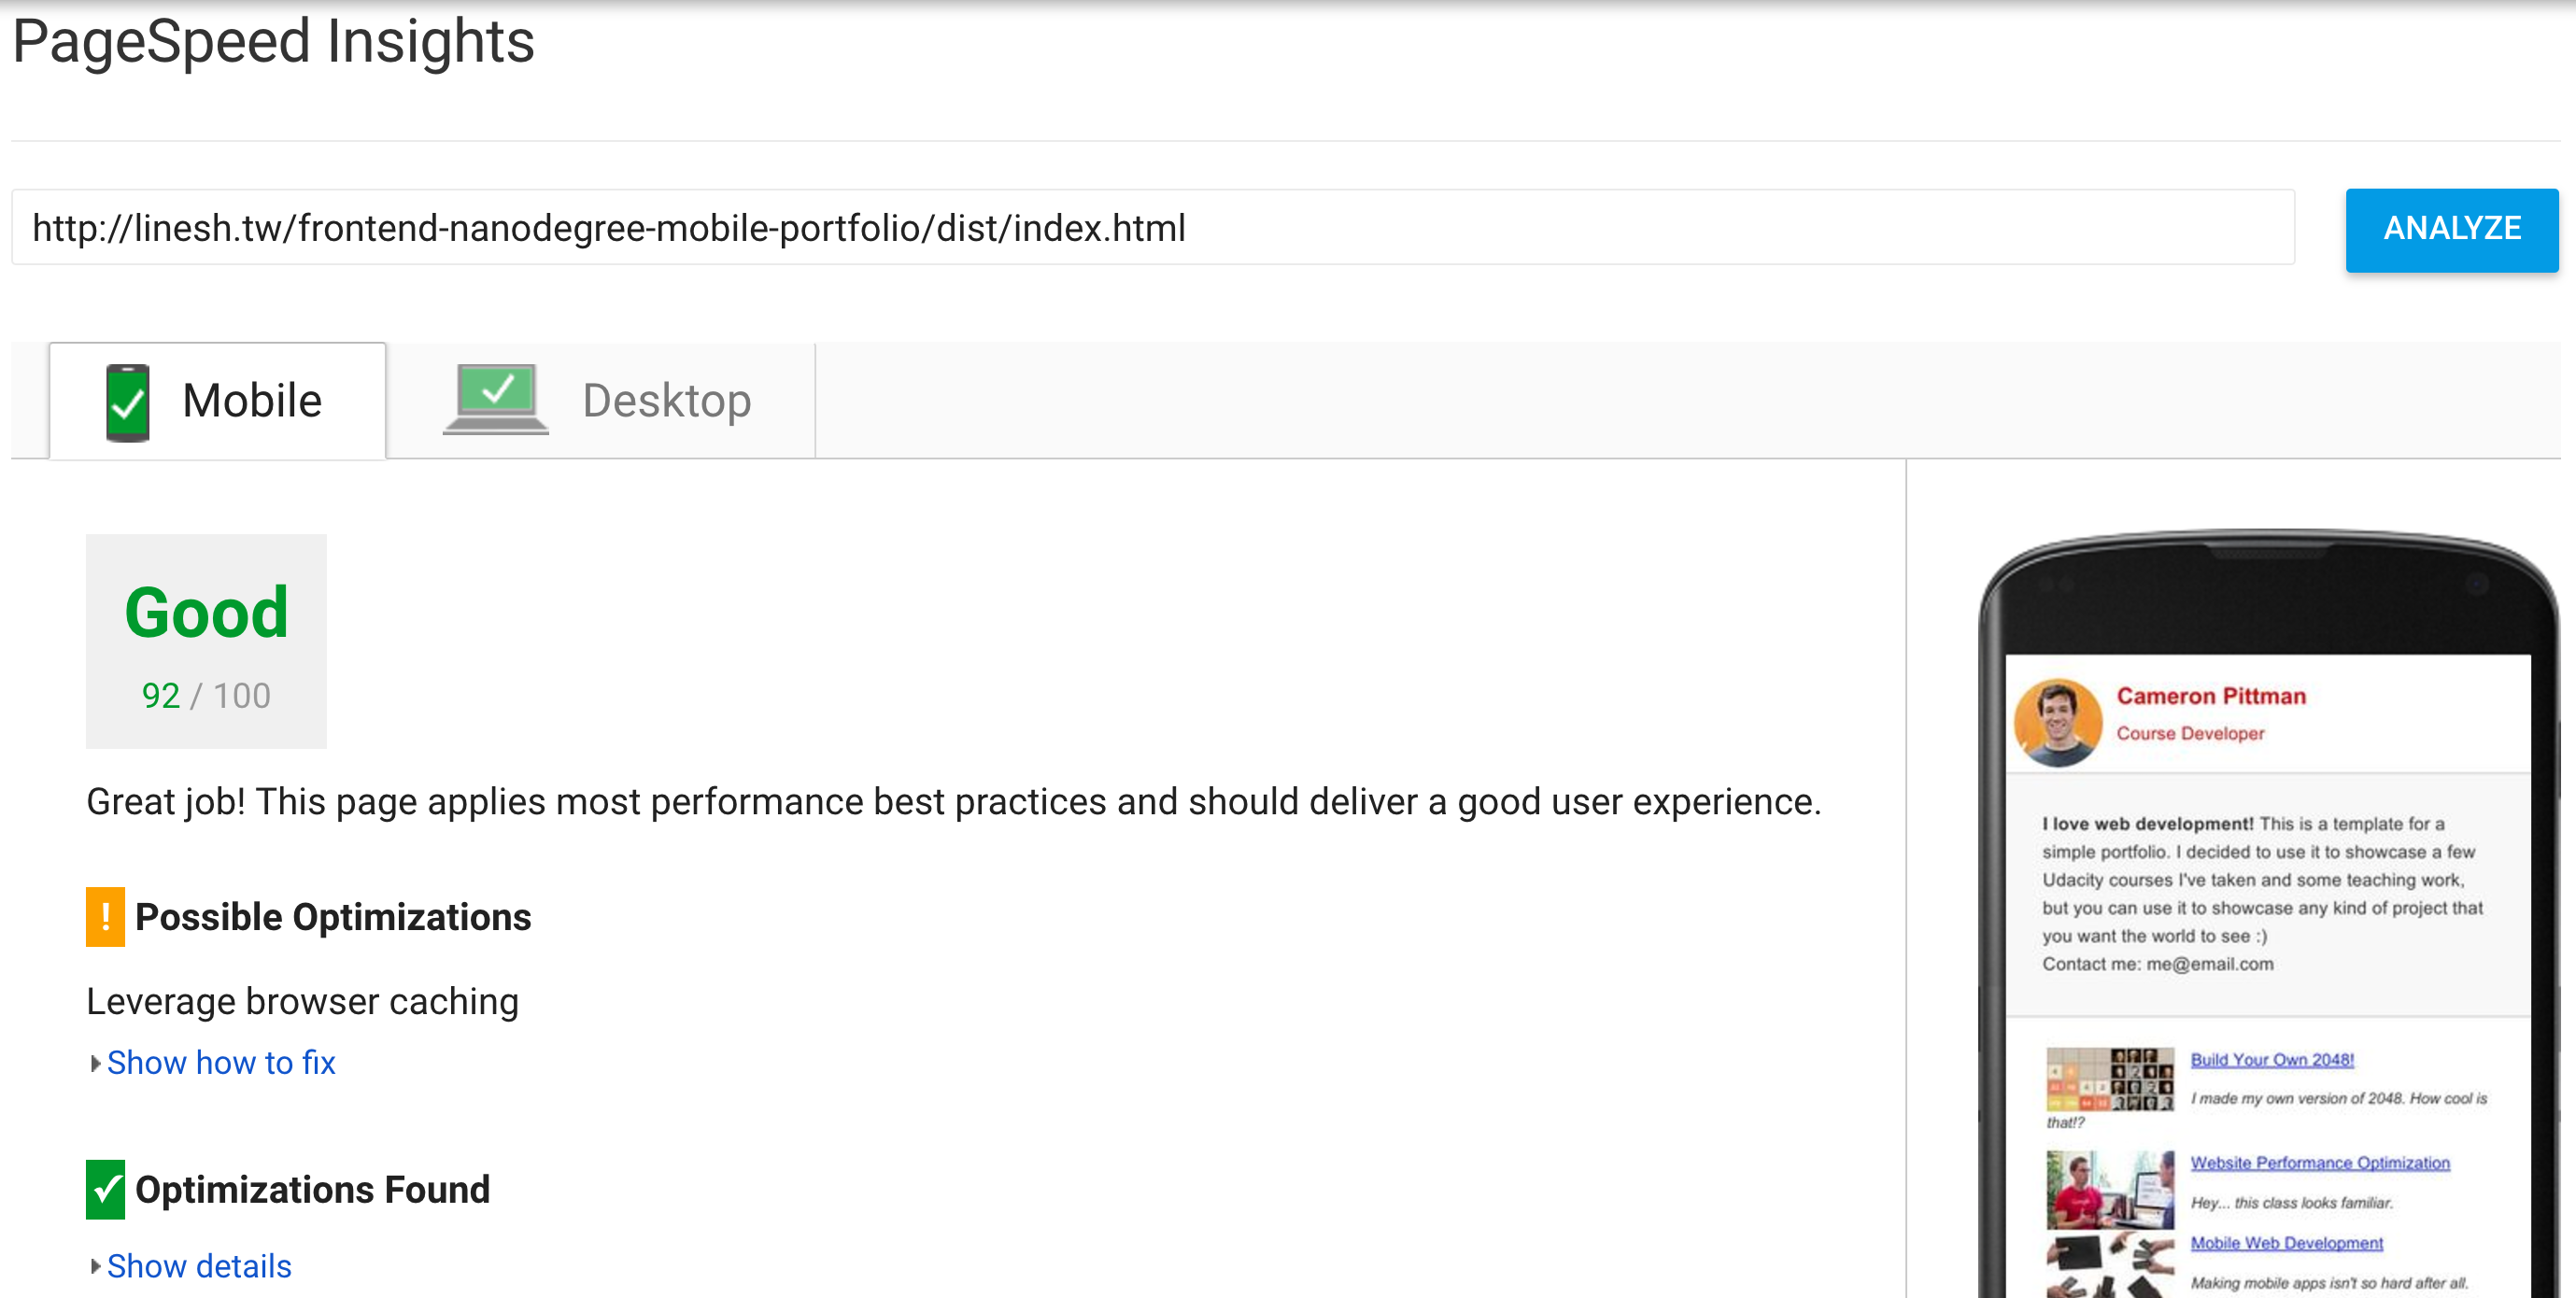 PageSpeed Insights
http://linesh.tw/frontend-nanodegree-mobile-portfolio/dist/index.html
ANALYZE
Mobile
Desktop
Good
92 / 100
Great job! This page applies most performance best practices and should deliver a good user experience.
! Possible Optimizations
Leverage browser caching
Show how to fix
Optimizations Found
Show details
Cameron Pittman
Course Developer
I love web development! This is a template for a
simple portfolio. I decided to use it to showcase a few
Udacity courses I've taken and some teaching work,
but you can use it to showcase any kind of project that
you want the world to see :)
Contact me: me@email.com
Build Your Own 2048!
I made my own version of 2048. How cool is
that!?
Website Performance Optimization
Hey... this class looks familiar.
Mobile Web Development
Making mobile apps isn't so hard after all.